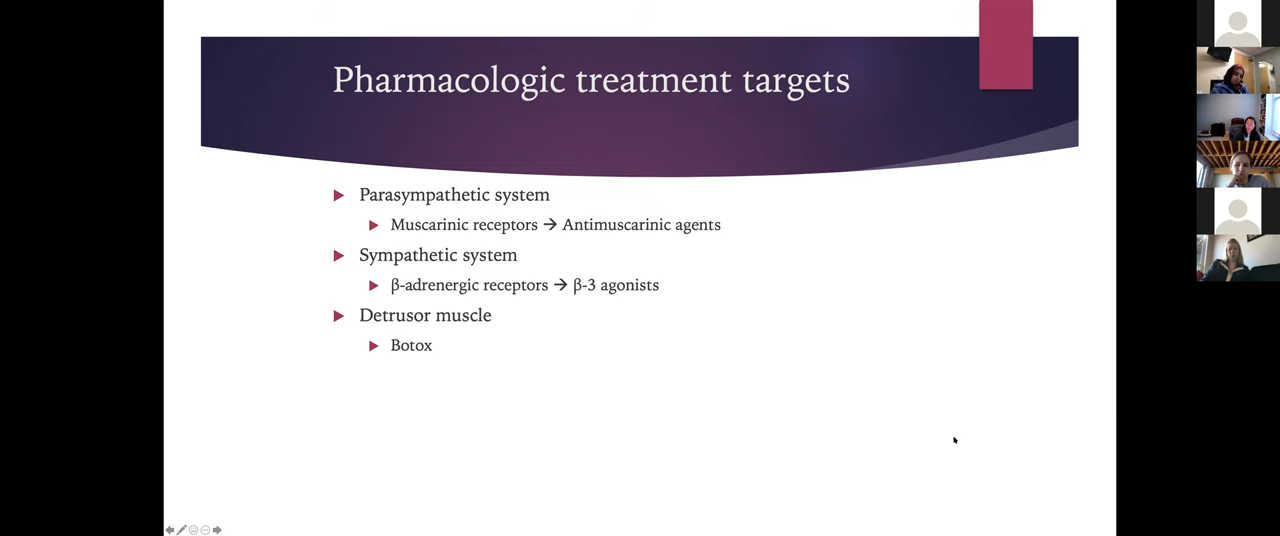 Pharmacologic treatment targets
Parasympathetic system
Muscarinic receptors → Antimuscarinic agents
Sympathetic system
β-adrenergic receptors → β-3 agonists
Detrusor muscle
Botox